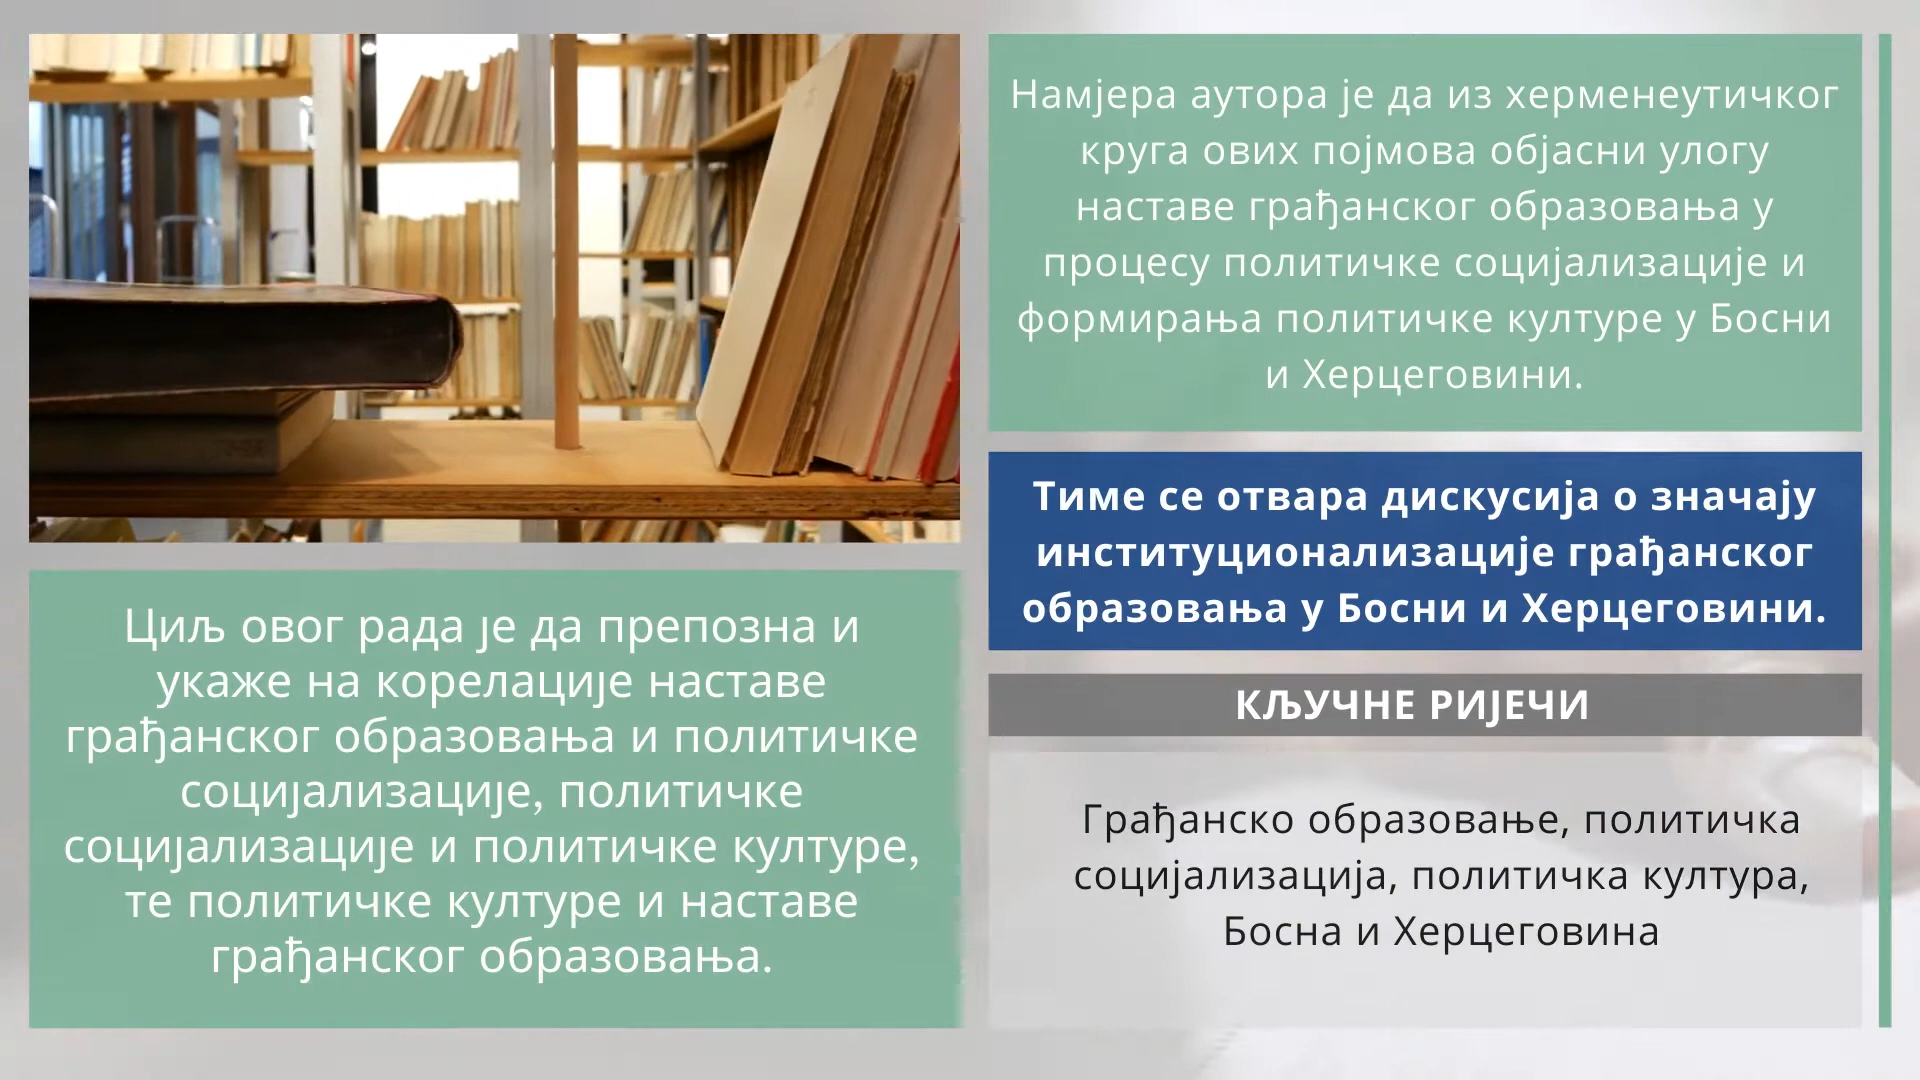 Циљ овог рада је да препозна и
укаже на корелације наставе
грађанског образовања и политичке
социјализације, политичке
социјализације и политичке културе,
те политичке културе и наставе
грађанског образовања.
Намјера аутора је да из херменеутичког
круга ових појмова објасни улогу
наставе грађанског образовања у
процесу политичке социјализације и
формирања политичке културе у Босни
и Херцеговини.
Тиме се отвара дискусија о значају
институционализације грађанског
образовања у Босни и Херцеговини.
КЉУЧНЕ РИЈЕЧИ
Грађанско образовање, политичка
социјализација, политичка култура,
Босна и Херцеговина